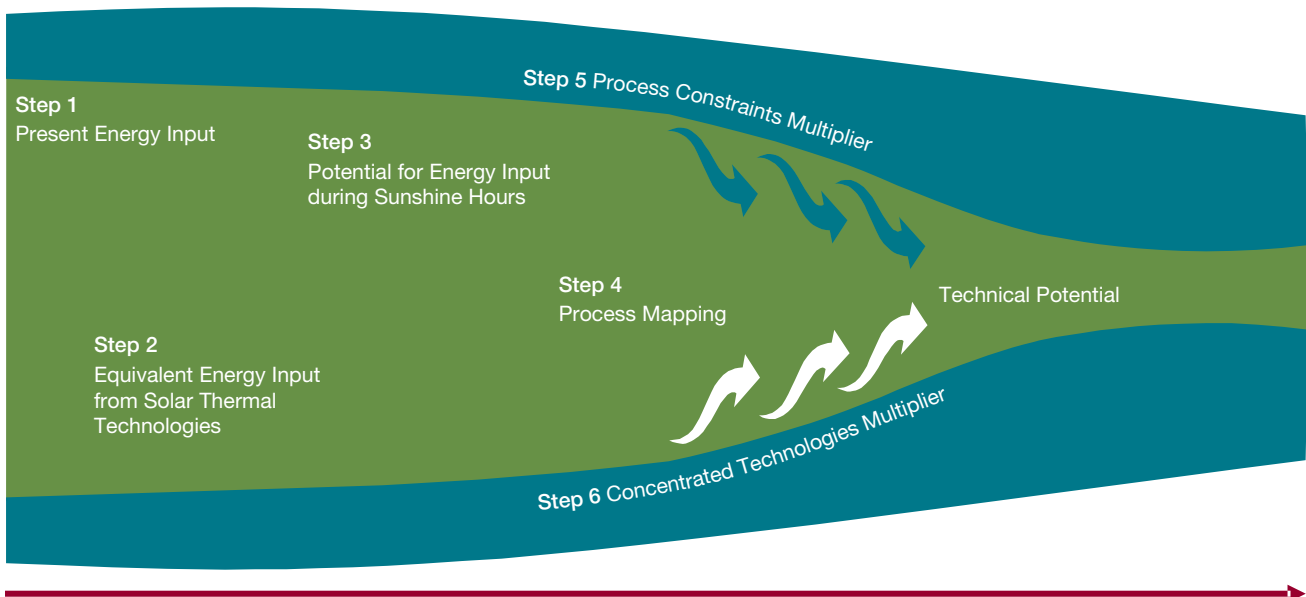 Step 1
Present Energy Input
Step 2
Equivalent Energy Input
from Solar Thermal
Technologies
Step 3
Potential for Energy Input
during Sunshine Hours
Step 4
Process Mapping
Step 5 Process Constraints Multiplier
Step 6 Concentrated Technologies Multiplier
Technical Potential